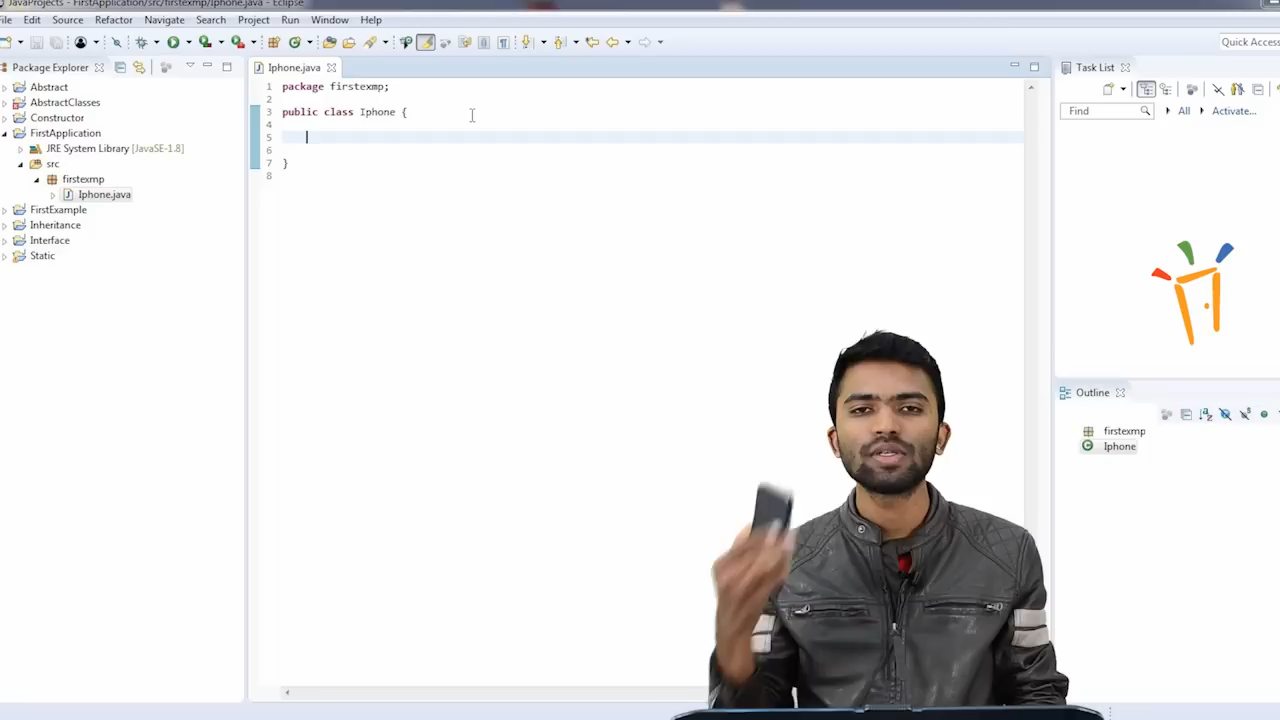 JavaProjects - FirstApplication/src/firstexmp/Iphone.java - Eclipse
File Edit Source Refactor Navigate Search Project Run Window Help
Quick Access
Package Explorer
Abstract
AbstractClasses
Constructor
FirstApplication
JRE System Library [JavaSE-1.8]
src
firstexmp
Iphone.java
FirstExample
Inheritance
Interface
Static
Iphone.java
1 package firstexmp;
2
3 public class Iphone {
4
5
6
7 }
8
Task List
Find All Activate...
Outline
firstexmp
Iphone